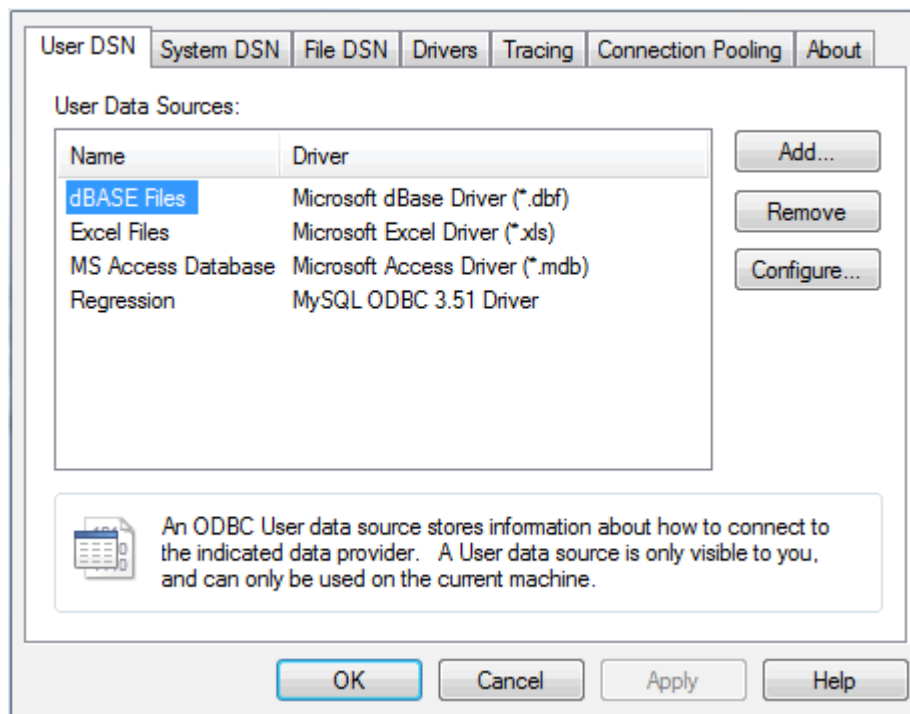 User DSN System DSN File DSN Drivers Tracing Connection Pooling About
User Data Sources:
Name Driver
dBASE Files Microsoft dBase Driver (*.dbf)
Excel Files Microsoft Excel Driver (*.xls)
MS Access Database Microsoft Access Driver (*.mdb)
Regression MySQL ODBC 3.51 Driver
Add...
Remove
Configure...
An ODBC User data source stores information about how to connect to
the indicated data provider. A User data source is only visible to you,
and can only be used on the current machine.
OK Cancel Apply Help